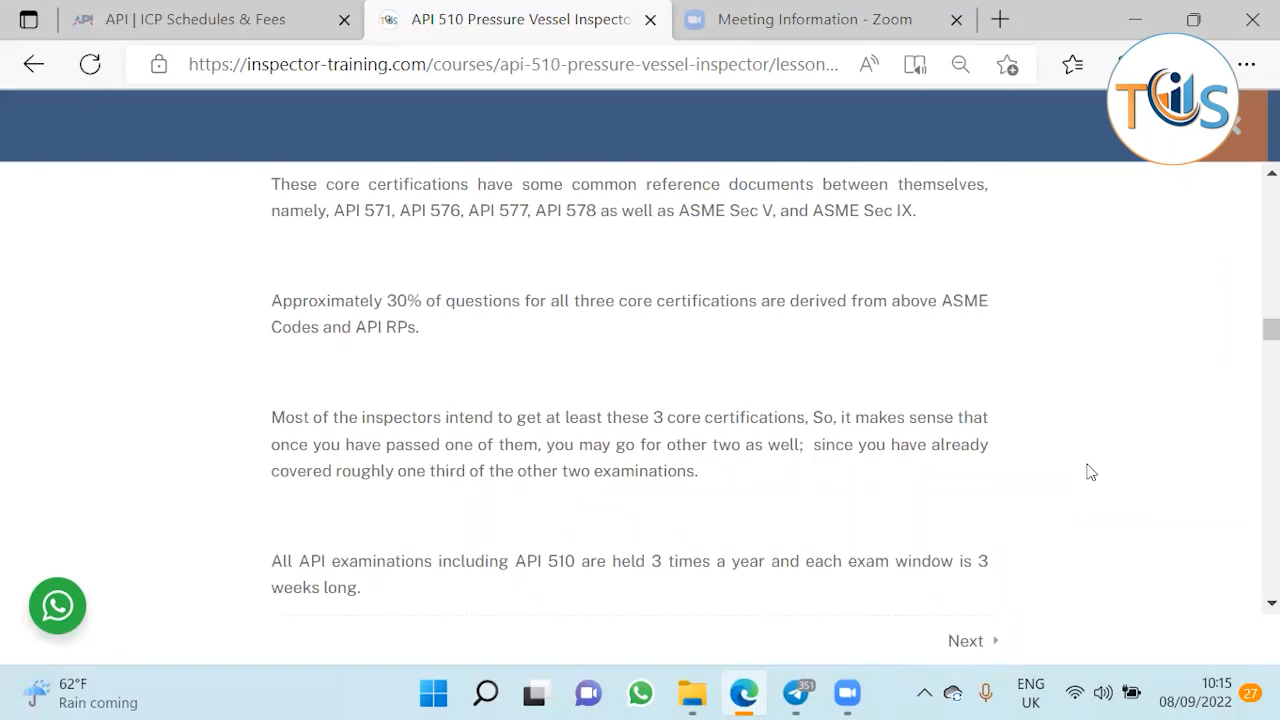 API | ICP Schedules & Fees
API 510 Pressure Vessel Inspecto
Meeting Information - Zoom
https://inspector-training.com/courses/api-510-pressure-vessel-inspector/lesson...
TCIIS
These core certifications have some common reference documents between themselves,
namely, API 571, API 576, API 577, API 578 as well as ASME Sec V, and ASME Sec IX.
Approximately 30% of questions for all three core certifications are derived from above ASME
Codes and API RPs.
Most of the inspectors intend to get at least these 3 core certifications, So, it makes sense that
once you have passed one of them, you may go for other two as well; since you have already
covered roughly one third of the other two examinations.
All API examinations including API 510 are held 3 times a year and each exam window is 3
weeks long.
Next
62°F
Rain coming
351
ENG
UK
10:15
08/09/2022
27